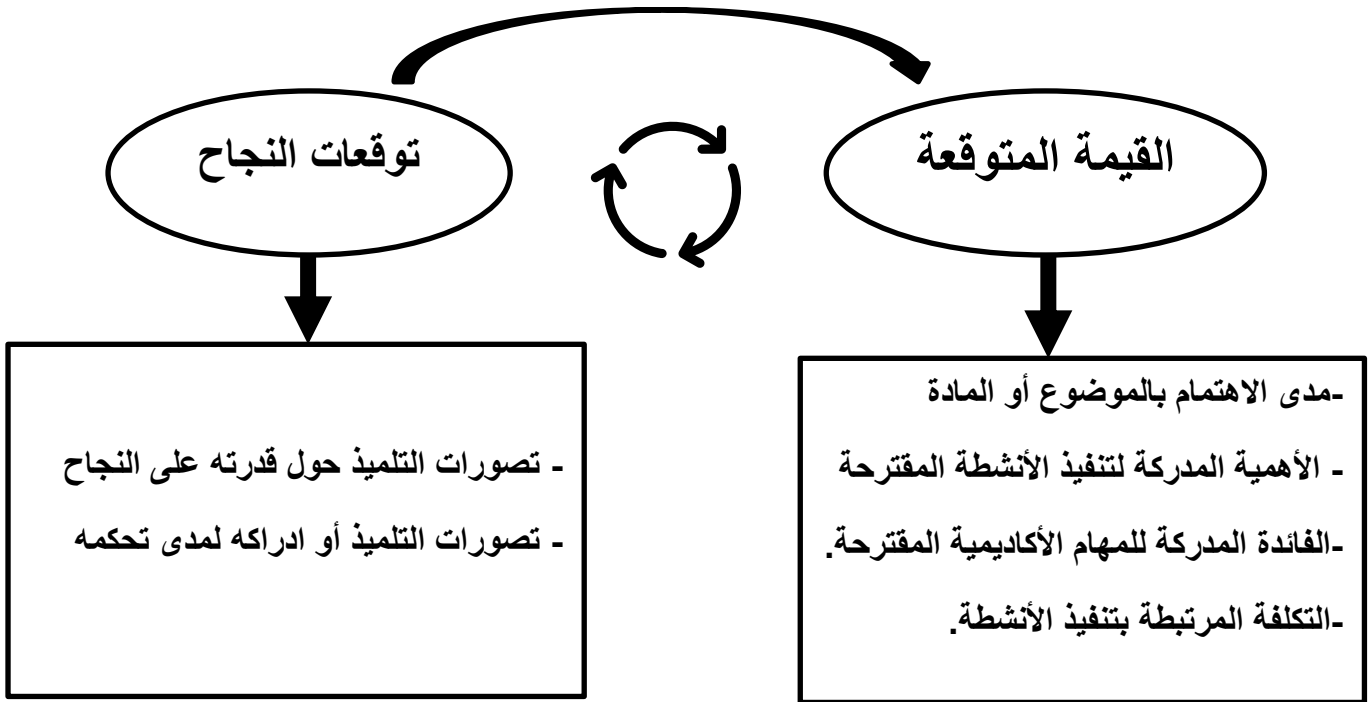 القيمة المتوقعة
توقعات النجاح
-مدى الاهتمام بالموضوع أو المادة
- الأهمية المدركة لتنفيذ الأنشطة المقترحة
-الفائدة المدركة للمهام الأكاديمية المقترحة.
-التكلفة المرتبطة بتنفيذ الأنشطة.
- تصورات التلميذ حول قدرته على النجاح
- تصورات التلميذ أو ادراكه لمدى تحكمه